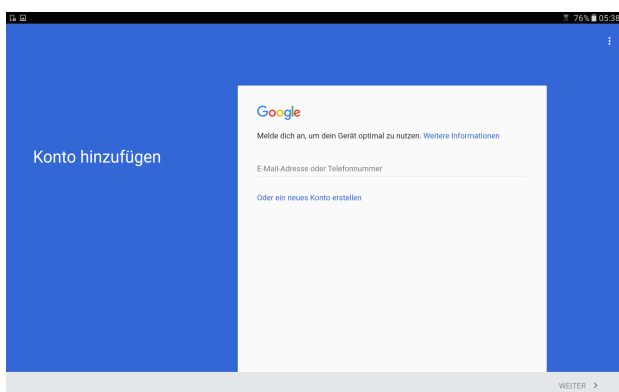 76% 05:38
Google
Melde dich an, um dein Gerät optimal zu nutzen. Weitere Informationen
Konto hinzufügen
E-Mail-Adresse oder Telefonnummer
Oder ein neues Konto erstellen
WEITER